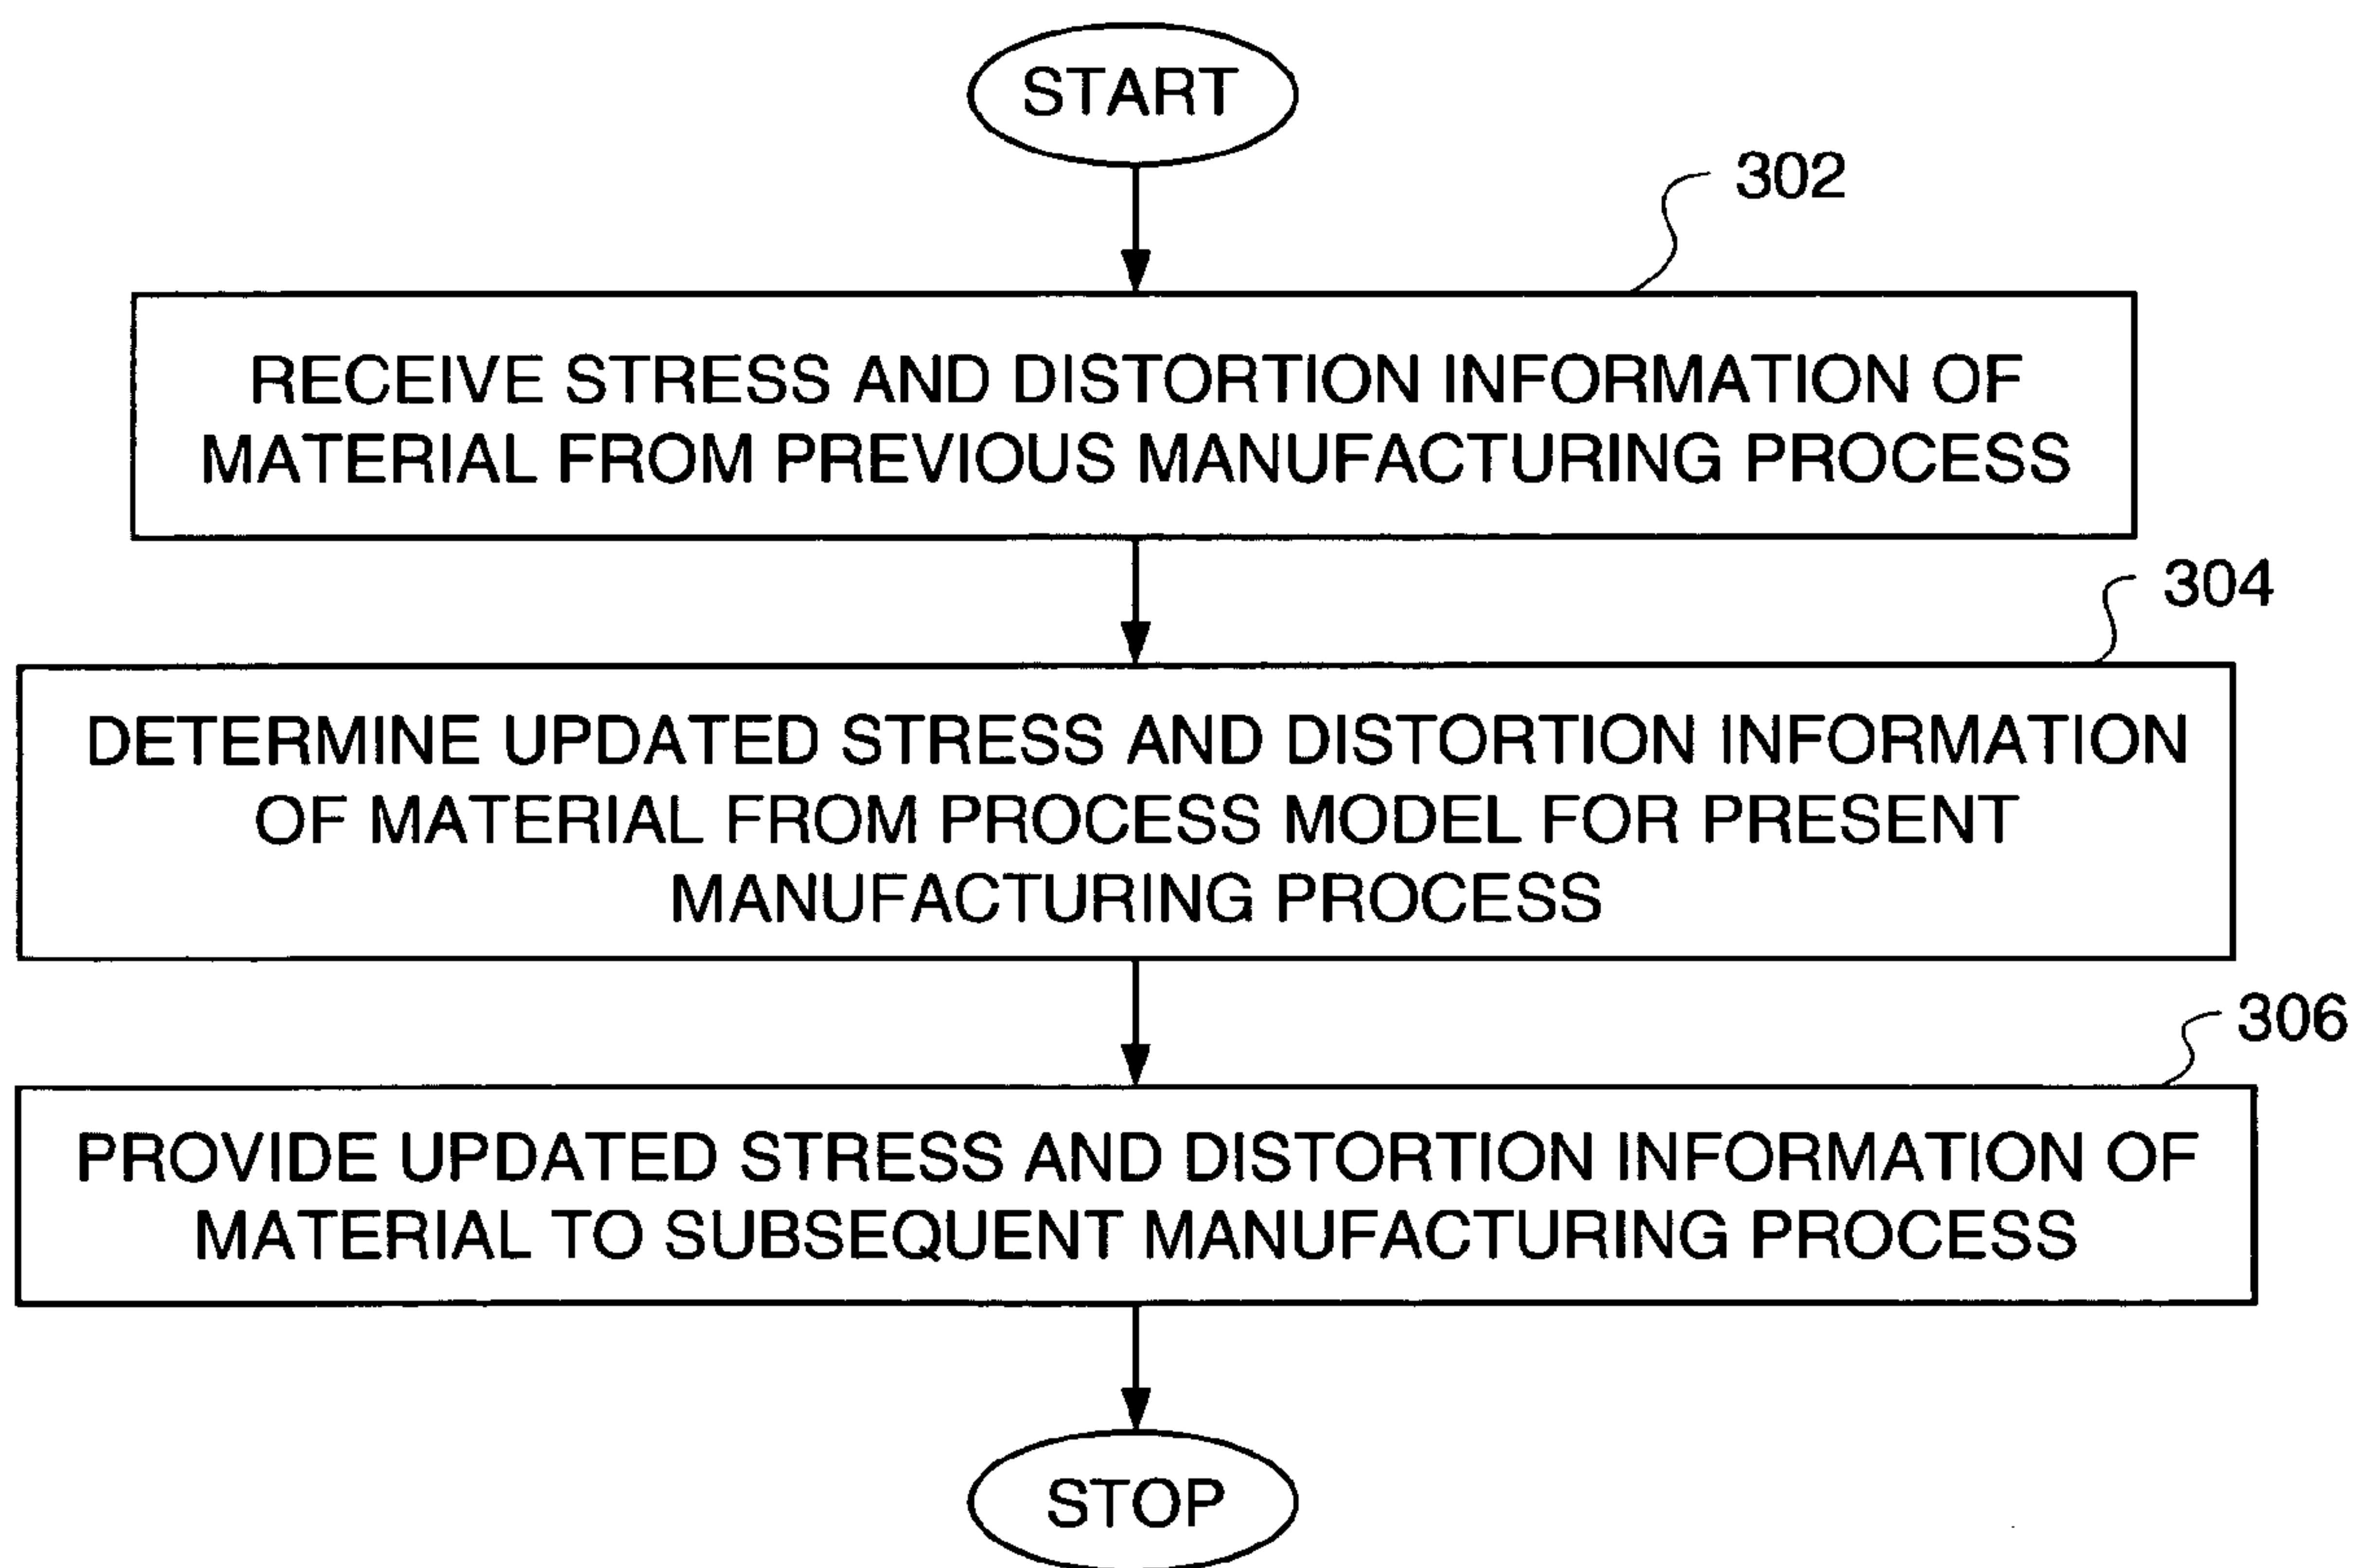 START
302
RECEIVE STRESS AND DISTORTION INFORMATION OF
MATERIAL FROM PREVIOUS MANUFACTURING PROCESS
304
DETERMINE UPDATED STRESS AND DISTORTION INFORMATION
OF MATERIAL FROM PROCESS MODEL FOR PRESENT
MANUFACTURING PROCESS
306
PROVIDE UPDATED STRESS AND DISTORTION INFORMATION OF
MATERIAL TO SUBSEQUENT MANUFACTURING PROCESS
STOP